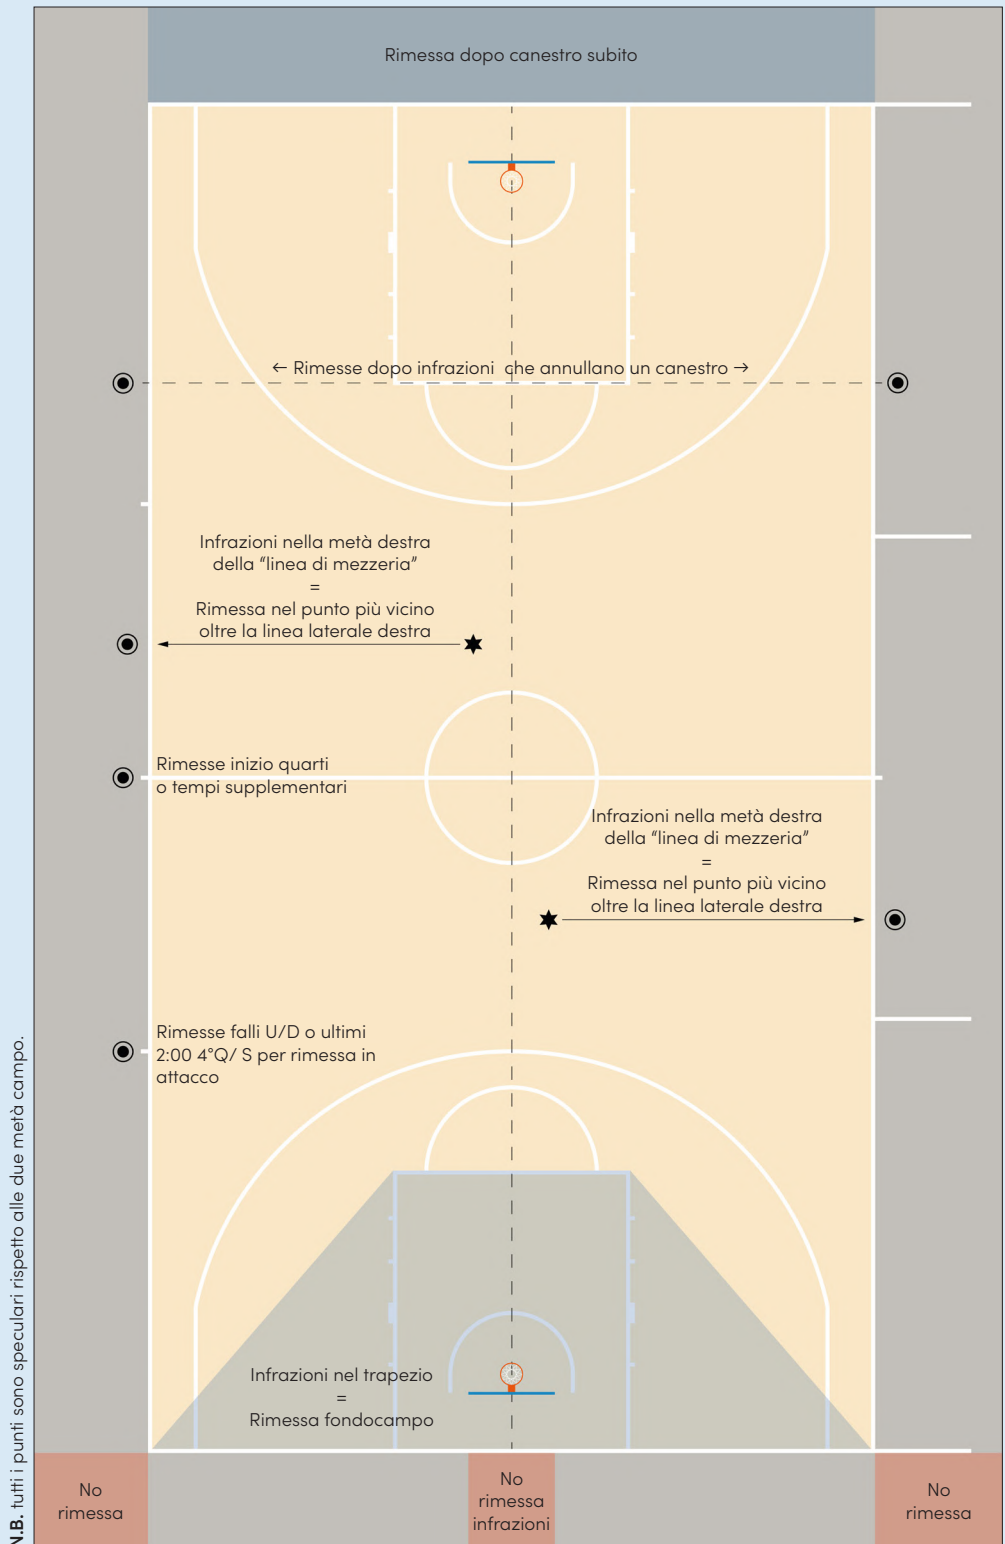 Rimessa dopo canestro subito
← Rimesse dopo infrazioni che annullano un canestro →
Infrazioni nella metà destra
della "linea di mezzeria"
=
Rimessa nel punto più vicino
oltre la linea laterale destra
Rimesse inizio quarti
o tempi supplementari
Infrazioni nella metà destra
della "linea di mezzeria"
=
Rimessa nel punto più vicino
oltre la linea laterale destra
Rimesse falli U/D o ultimi
2:00 4°Q/ S per rimessa in
attacco
Infrazioni nel trapezio
=
Rimessa fondocampo
No
rimessa
No
rimessa
infrazioni
No
rimessa
N.B. tutti i punti sono speculari rispetto alle due metà campo.